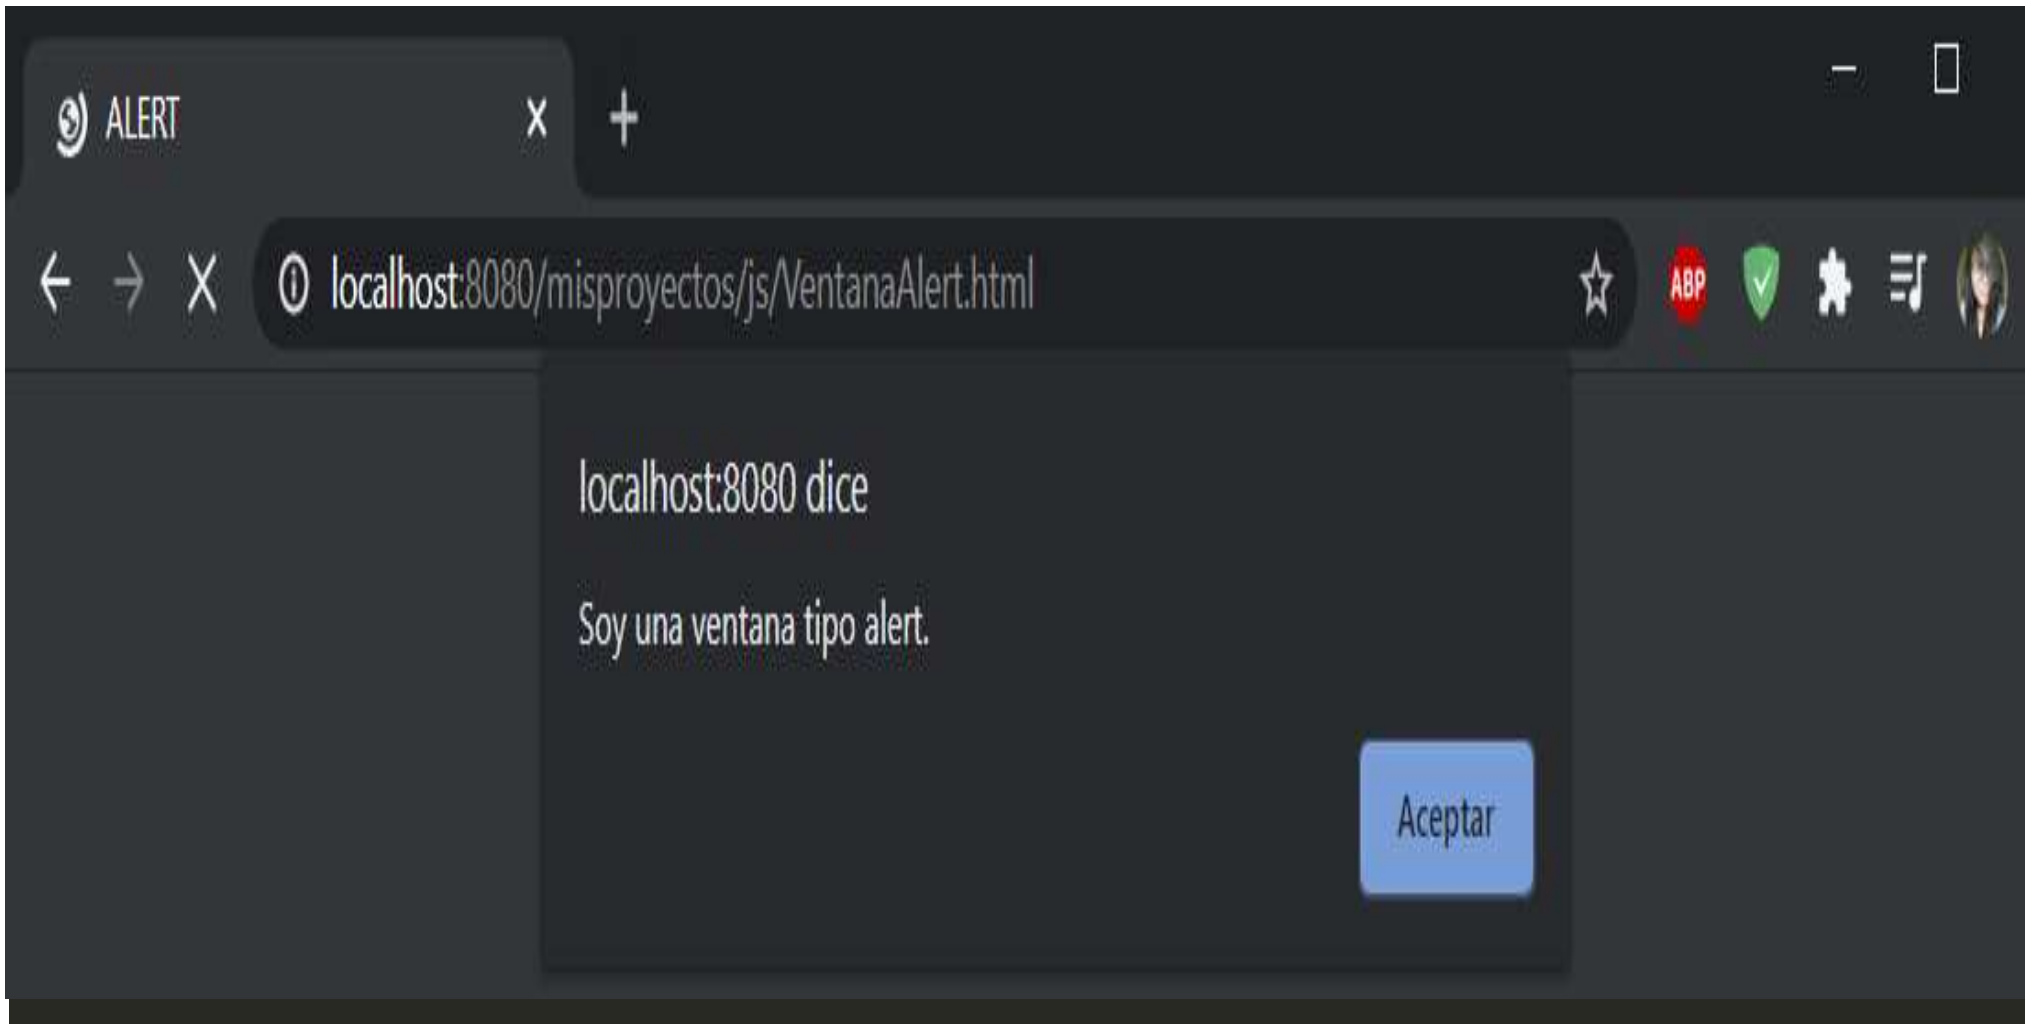 ALERT
localhost:8080/misproyectos/js/VentanaAlert.html
ABP
localhost:8080 dice
Soy una ventana tipo alert.
Aceptar